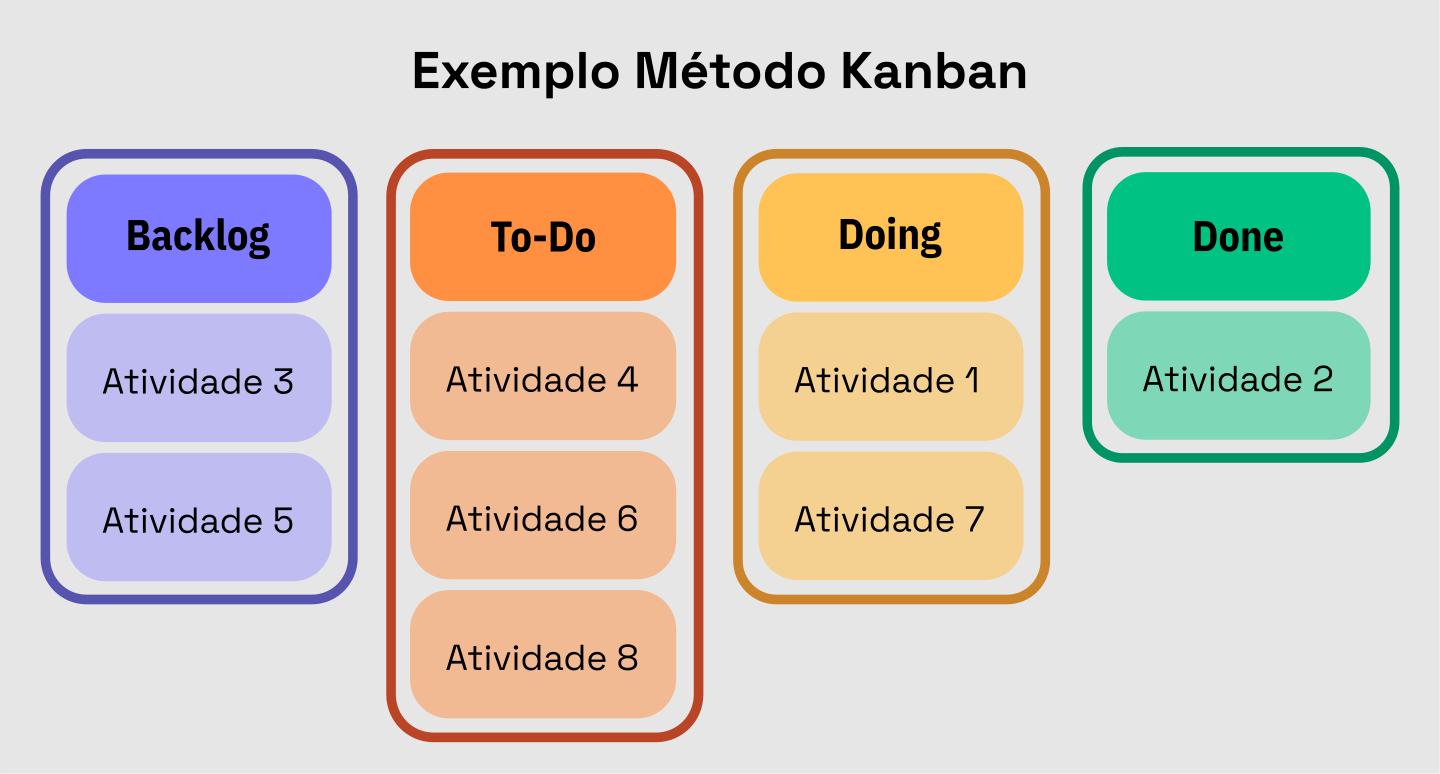 Exemplo Método Kanban
Backlog
Atividade 3
Atividade 5
To-Do
Atividade 4
Atividade 6
Atividade 8
Doing
Atividade 1
Atividade 7
Done
Atividade 2